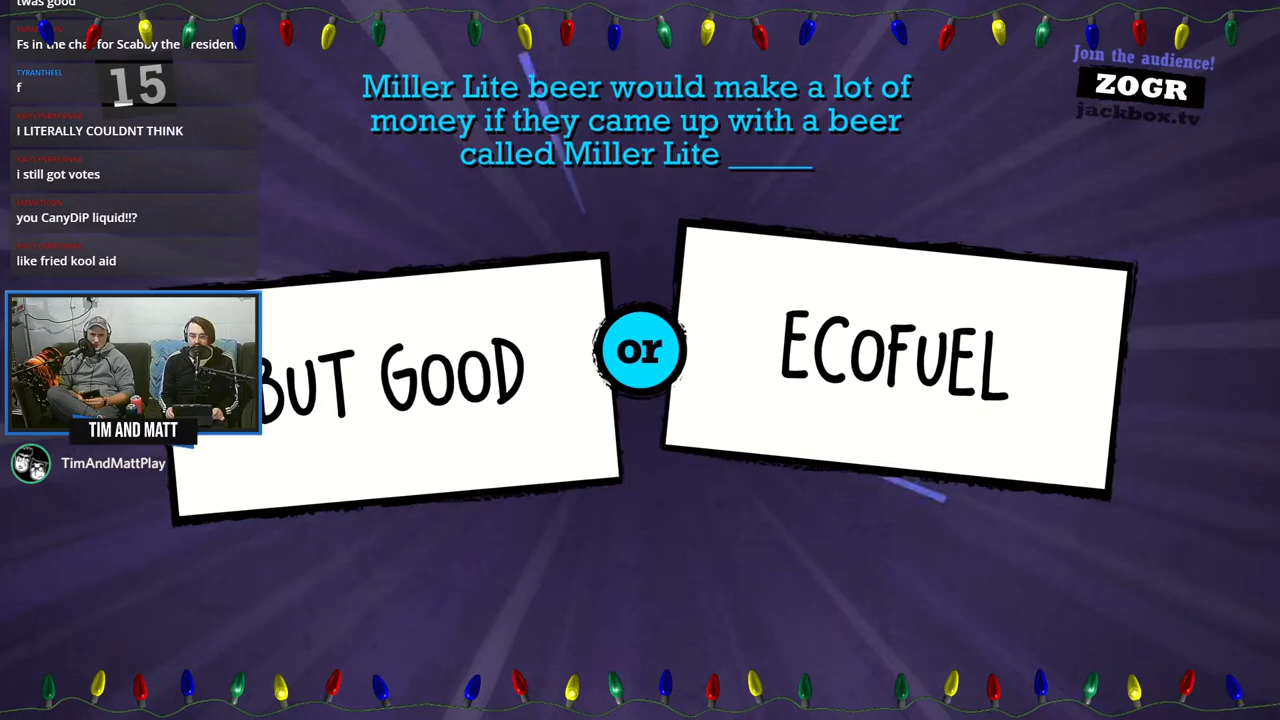 twas good
Fs in the chat for Scabby the President
TYRANTHEEL
f
15
I LITERALLY COULDNT THINK
i still got votes
you CanyDiP liquid!!?
like fried kool aid
Miller Lite beer would make a lot of
money if they came up with a beer
called Miller Lite ______
Join the audience!
ZOGR
jackbox.tv
BUT GOOD
or
ECOFUEL
TIM AND MATT
TimAndMattPlay